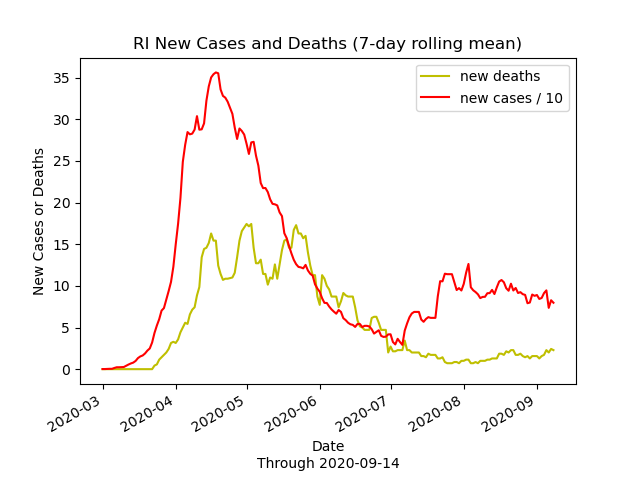 RI New Cases and Deaths (7-day rolling mean)
new deaths
new cases / 10
35
30
25
20
15
10
5
0
New Cases or Deaths
2020-03
2020-04
2020-05
2020-06
2020-07
2020-08
2020-09
Date
Through 2020-09-14